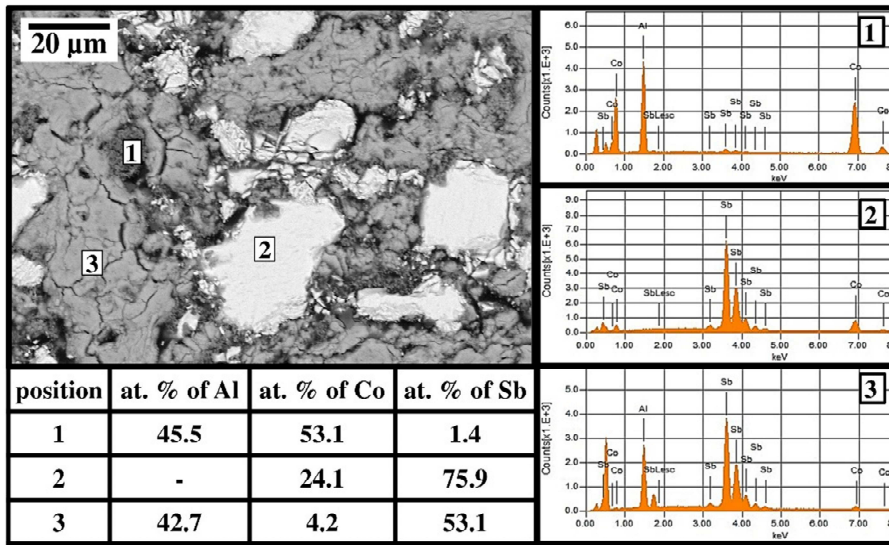 20 µm
1
2
3
position at. % of Al at. % of Co at. % of Sb
1 45.5 53.1 1.4
2 - 24.1 75.9
3 42.7 4.2 53.1
1
Counts[x1.E+3]
6.0
5.0
4.0
3.0
2.0
1.0
0.0
Al
Co
Co
Sb
SbLesc
Sb
Sb
Sb
Sb
Sb
Sb
Co
Co
0.00 1.00 2.00 3.00 4.00 5.00 6.00 7.00
keV
2
Counts[x1.E+3]
9.0
8.0
7.0
6.0
5.0
4.0
3.0
2.0
1.0
0.0
Co
Sb
Co
SbLesc
Sb
Sb
Sb
Sb
Sb
Sb
Co
Co
0.00 1.00 2.00 3.00 4.00 5.00 6.00 7.00
keV
3
Counts[x1.E+3]
5.0
4.0
3.0
2.0
1.0
0.0
Co
Sb
Co
Al
SbLesc
Sb
Sb
Sb
Sb
Sb
Sb
Co
Co
0.00 1.00 2.00 3.00 4.00 5.00 6.00 7.00
keV